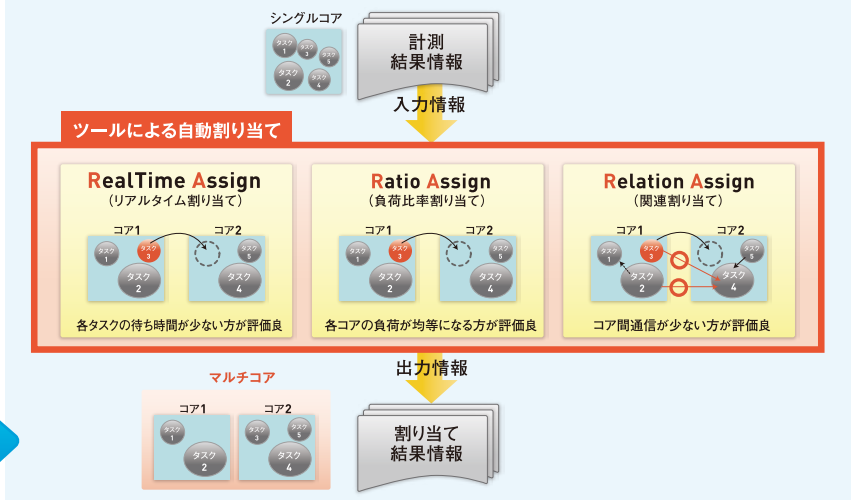 シングルコア
タスク
1
タスク
3
タスク
5
タスク
2
タスク
4
計測
結果情報
入力情報
ツールによる自動割り当て
RealTime Assign
(リアルタイム割り当て)
コア1
コア2
タスク
1
タスク
3
タスク
2
タスク
5
タスク
4
各タスクの待ち時間が少ない方が評価良
Ratio Assign
(負荷比率割り当て)
コア1
コア2
タスク
1
タスク
3
タスク
2
タスク
5
タスク
4
各コアの負荷が均等になる方が評価良
Relation Assign
(関連割り当て)
コア1
コア2
タスク
1
タスク
3
タスク
2
タスク
5
タスク
4
コア間通信が少ない方が評価良
出力情報
マルチコア
コア1
コア2
タスク
1
タスク
2
タスク
3
タスク
5
タスク
4
割り当て
結果情報